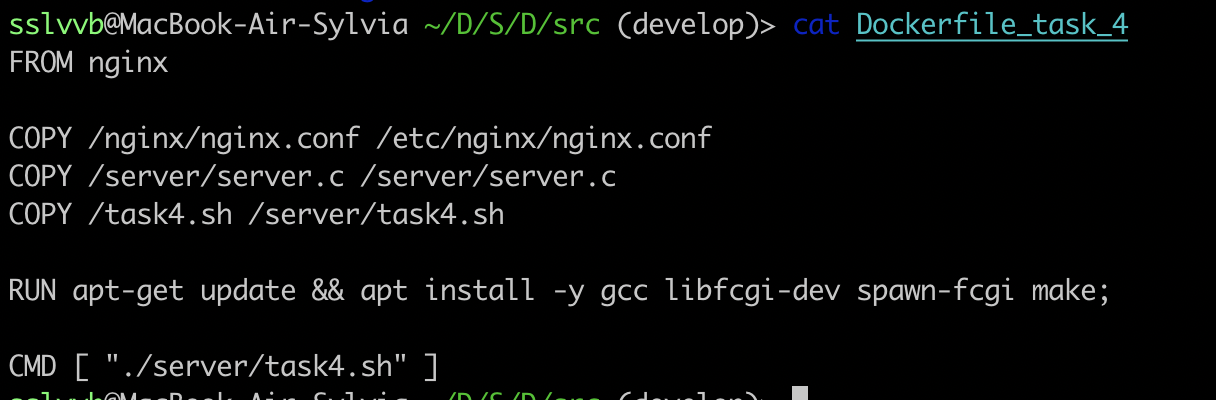 sslvvb@MacBook-Air-Sylvia ~/D/S/D/src (develop)> cat Dockerfile_task_4
FROM nginx
COPY /nginx/nginx.conf /etc/nginx/nginx.conf
COPY /server/server.c /server/server.c
COPY /task4.sh /server/task4.sh
RUN apt-get update && apt install -y gcc libfcgi-dev spawn-fcgi make;
CMD [ "./server/task4.sh" ]
sslvvb@MacBook-Air-Sylvia ~/D/S/D/src (develop)>